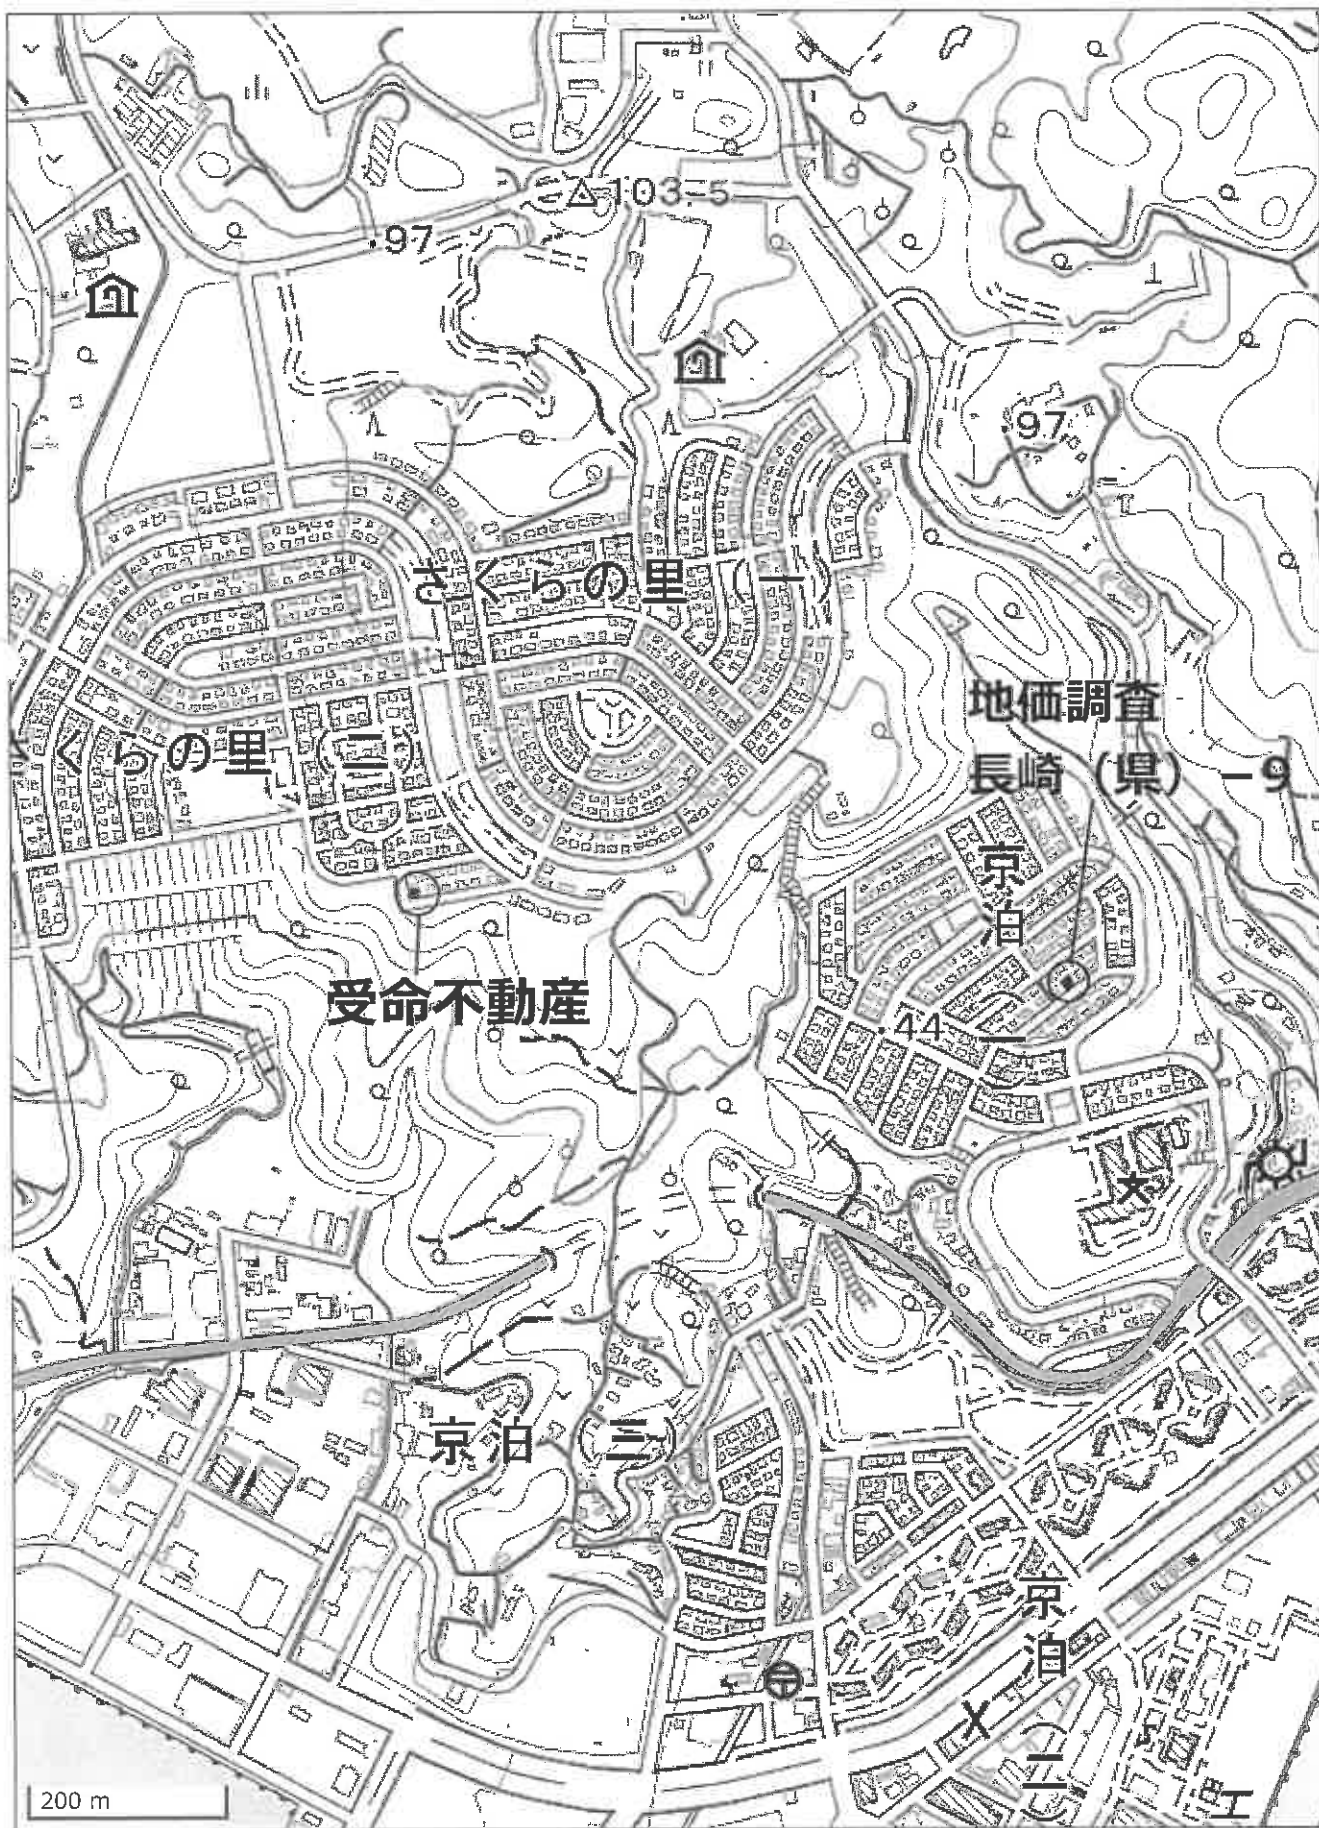 △103.5
・97
・97
さくらの里（一）
くらの里（二）
地価調査
長崎（県）－9
京泊（一）
受命不動産
・44
京泊（三）
京泊（二）
200 m